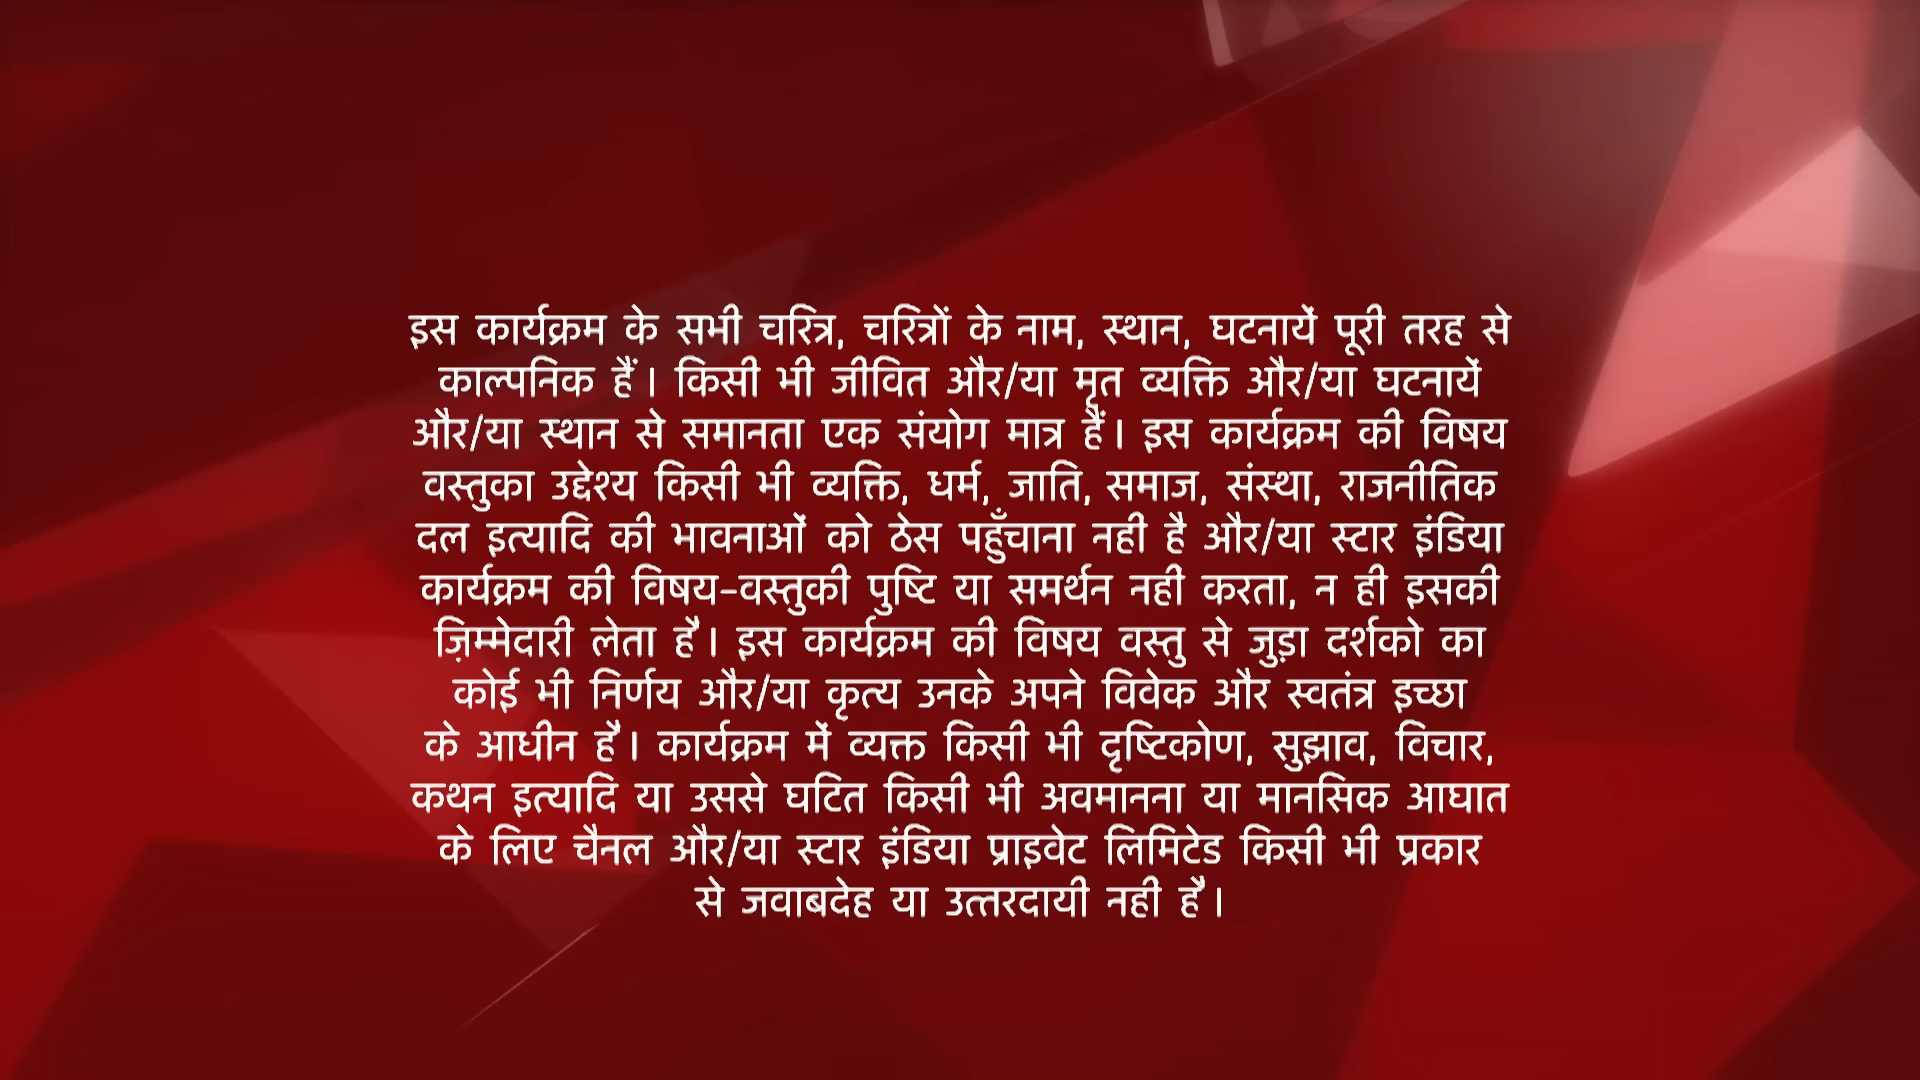 इस कार्यक्रम के सभी चरित्र, चरित्रों के नाम, स्थान, घटनायें पूरी तरह से
काल्पनिक हैं। किसी भी जीवित और/या मृत व्यक्ति और/या घटनायें
और/या स्थान से समानता एक संयोग मात्र हैं। इस कार्यक्रम की विषय
वस्तुका उद्देश्य किसी भी व्यक्ति, धर्म, जाति, समाज, संस्था, राजनीतिक
दल इत्यादि की भावनाओं को ठेस पहुँचाना नही है और/या स्टार इंडिया
कार्यक्रम की विषय-वस्तुकी पुष्टि या समर्थन नहीं करता, न ही इसकी
ज़िम्मेदारी लेता है। इस कार्यक्रम की विषय वस्तु से जुड़ा दर्शको का
कोई भी निर्णय और/या कृत्य उनके अपने विवेक और स्वतंत्र इच्छा
के आधीन है। कार्यक्रम में व्यक्त किसी भी दृष्टिकोण, सुझाव, विचार,
कथन इत्यादि या उससे घटित किसी भी अवमानना या मानसिक आघात
के लिए चैनल और/या स्टार इंडिया प्राइवेट लिमिटेड किसी भी प्रकार
से जवाबदेह या उत्तरदायी नही है।